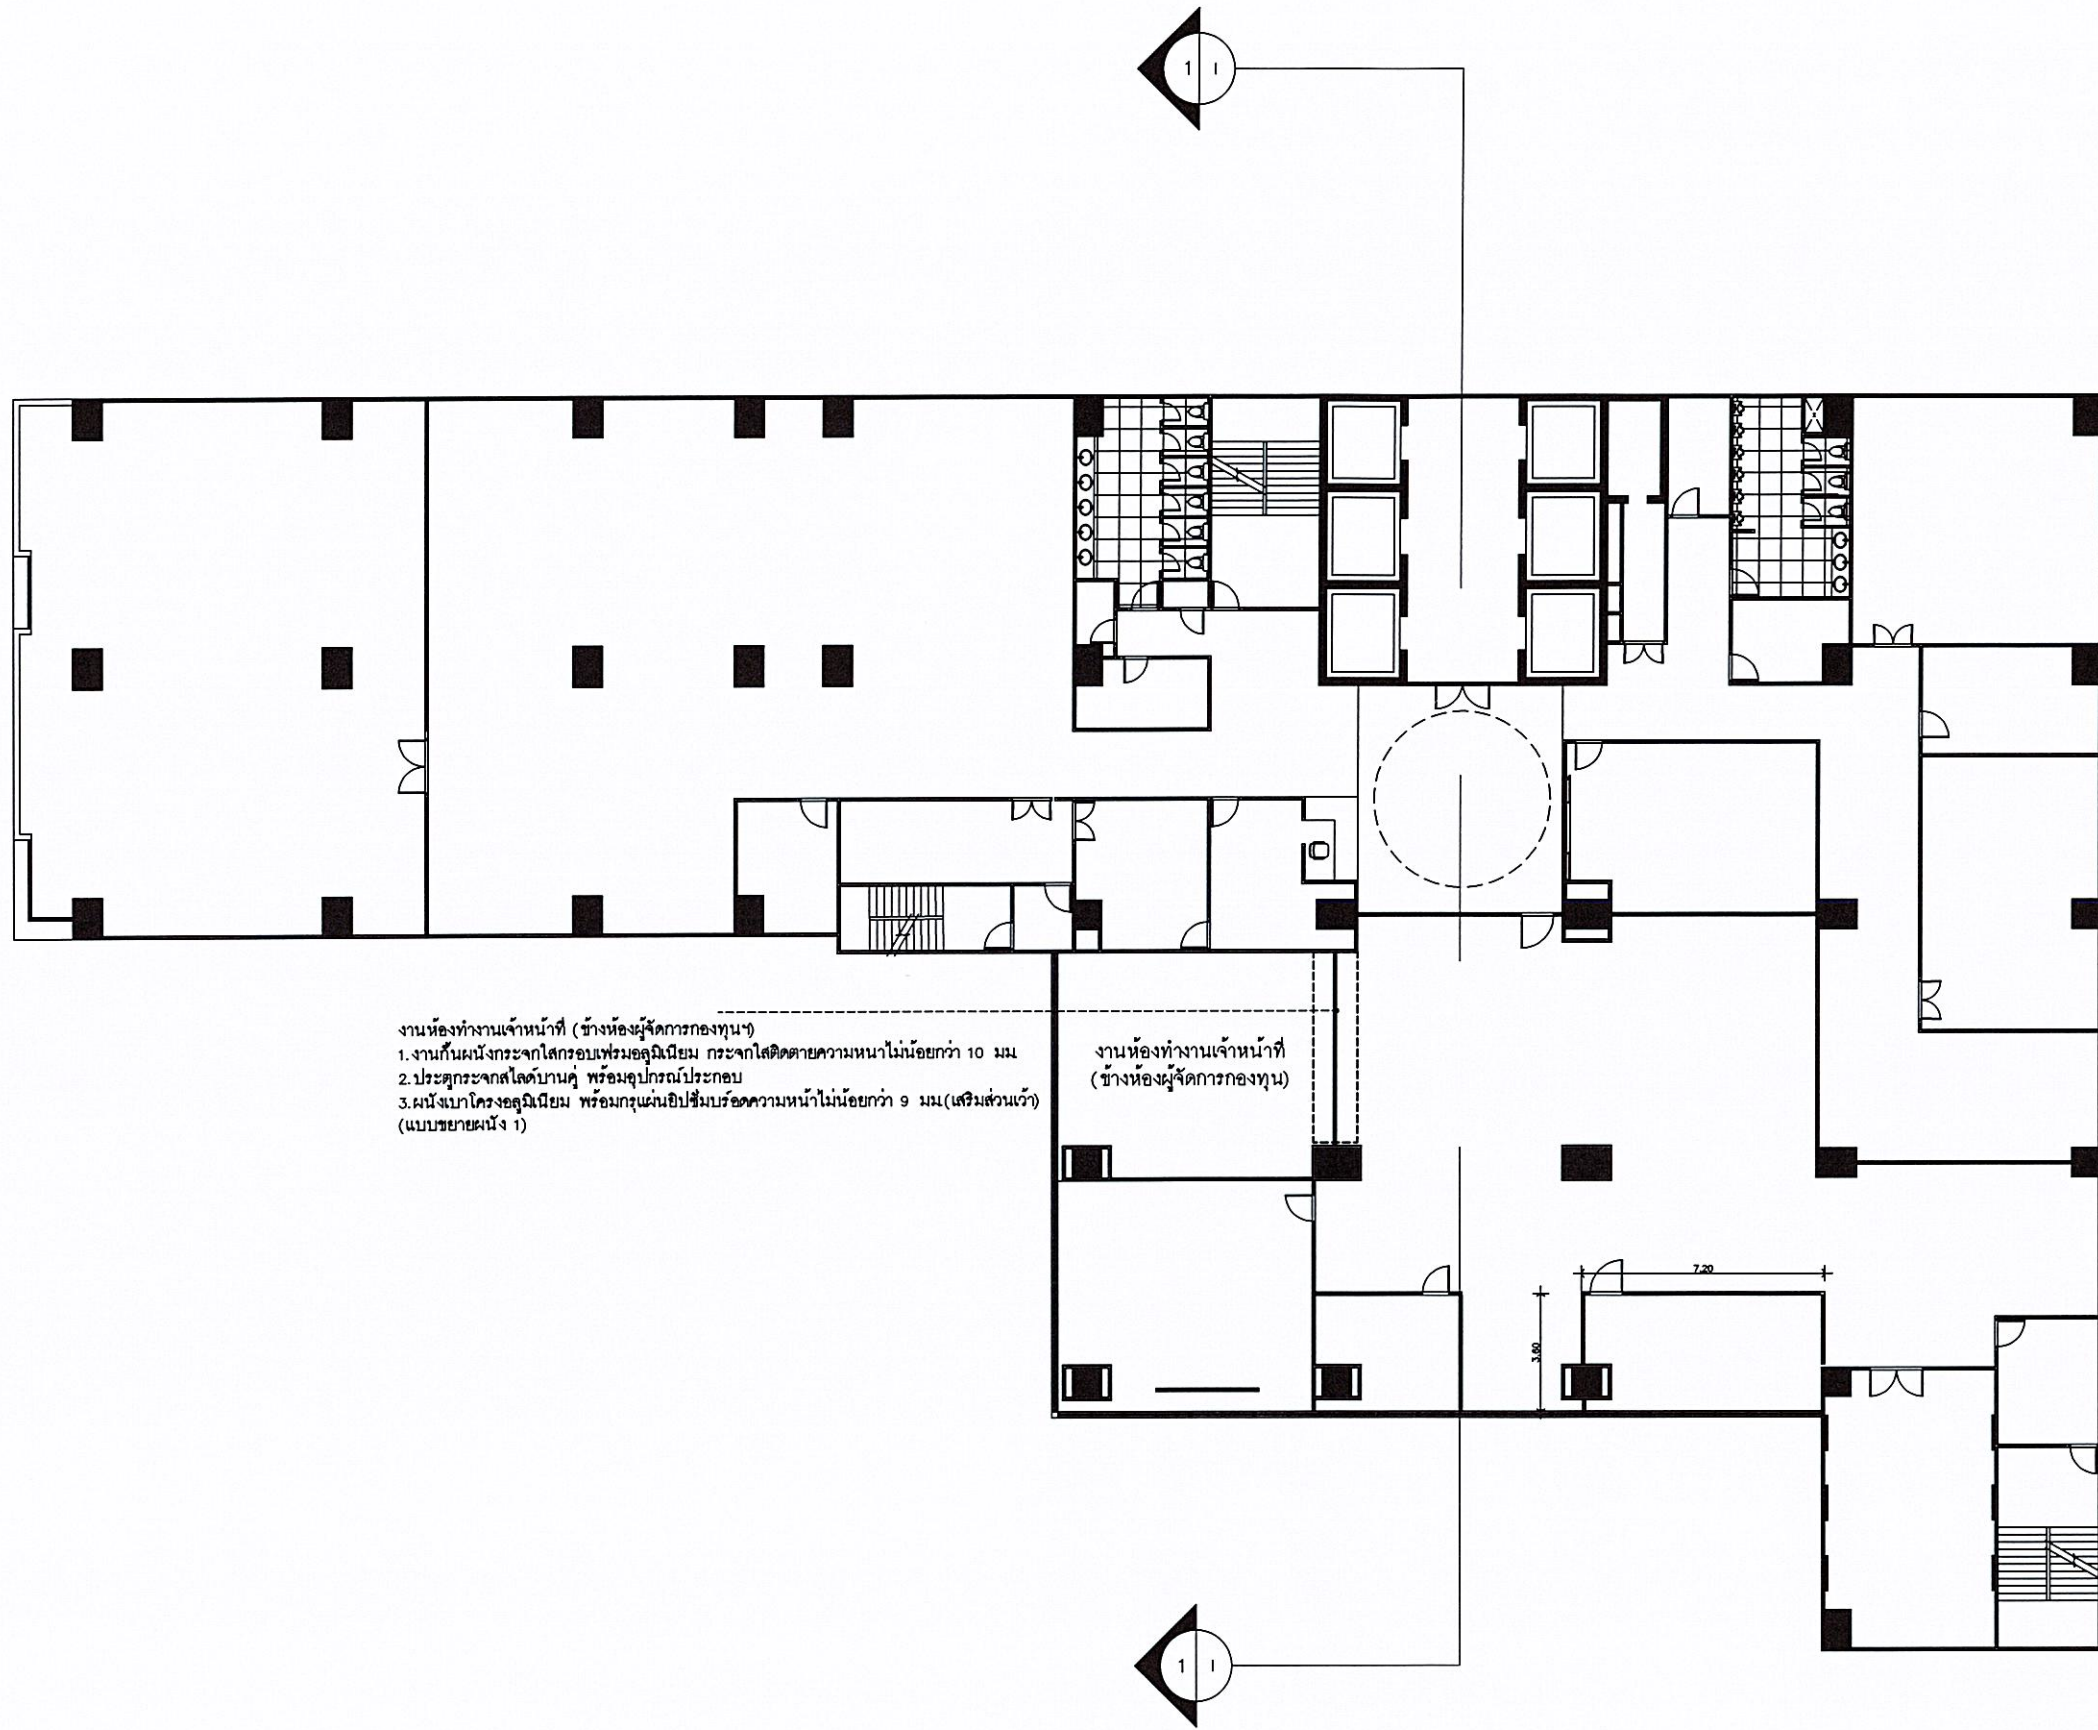 1 I
งานห้องทำงานเจ้าหน้าที่ (ข้างห้องผู้จัดการกองทุนฯ)
1.งานกั้นผนังกระจกใสกรอบเฟรมอลูมิเนียม กระจกใสติดตายความหนาไม่น้อยกว่า 10 มม.
2.ประตูกระจกสไลด์บานคู่ พร้อมอุปกรณ์ประกอบ
3.ผนังเบาโครงอลูมิเนียม พร้อมกรุแผ่นยิปซั่มบร์อดความหน้าไม่น้อยกว่า 9 มม.(เสริมส่วนเว้า)
(แบบขยายผนัง 1)
งานห้องทำงานเจ้าหน้าที่
(ข้างห้องผู้จัดการกองทุน)
7.20
3.60
1 I